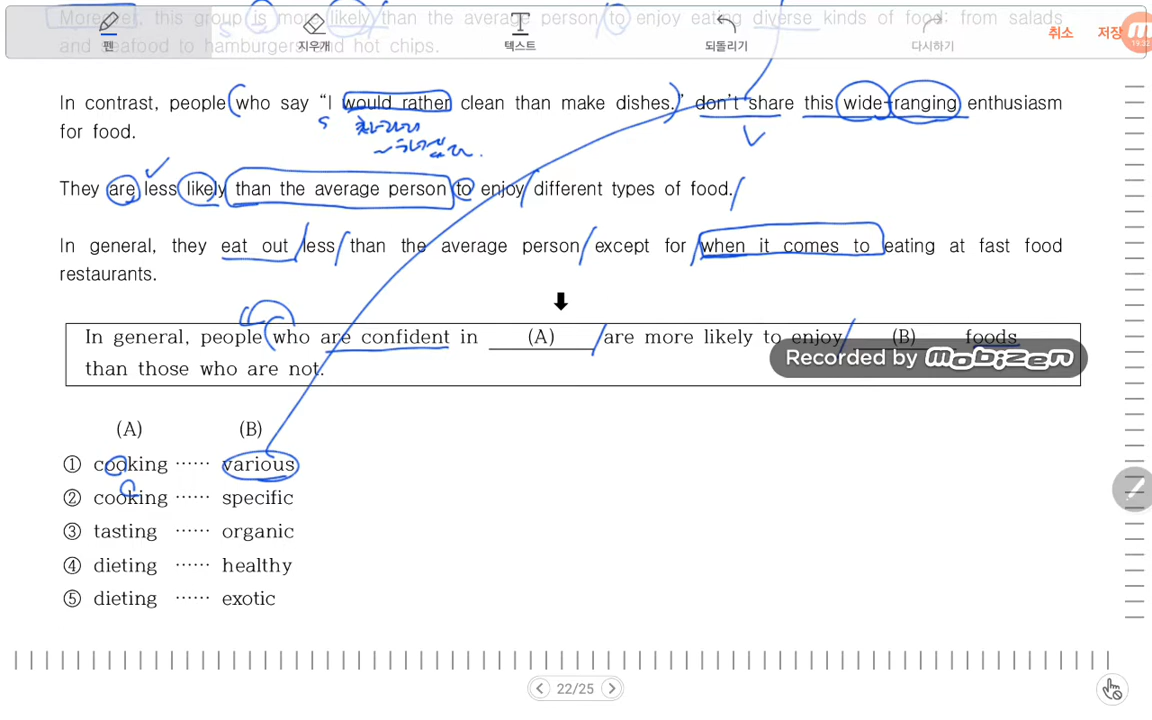 Moreover, this group is more likely than the average person to enjoy eating diverse kinds of food: from salads
and seafood to hamburgers and hot chips.
펜
지우개
텍스트
되돌리기
다시하기
취소
저장
19:32
In contrast, people who say “I would rather clean than make dishes.” don’t share this wide-ranging enthusiasm
for food.
S
차라리
They are less likely than the average person to enjoy different types of food.
In general, they eat out less than the average person except for when it comes to eating at fast food
restaurants.
In general, people who are confident in (A) are more likely to enjoy (B) foods
than those who are not.
Recorded by mobizen
(A) (B)
① cooking ······ various
② cooking ······ specific
③ tasting ······ organic
④ dieting ······ healthy
⑤ dieting ······ exotic
22/25